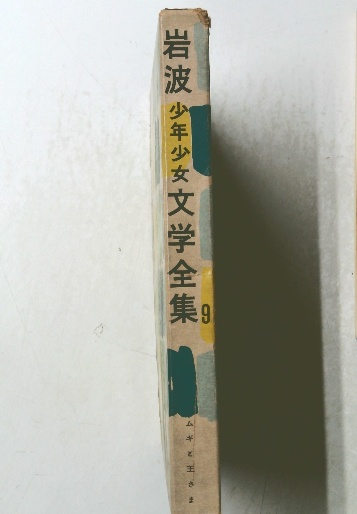 岩波
少年少女
文学全集
9
ムギと王さま